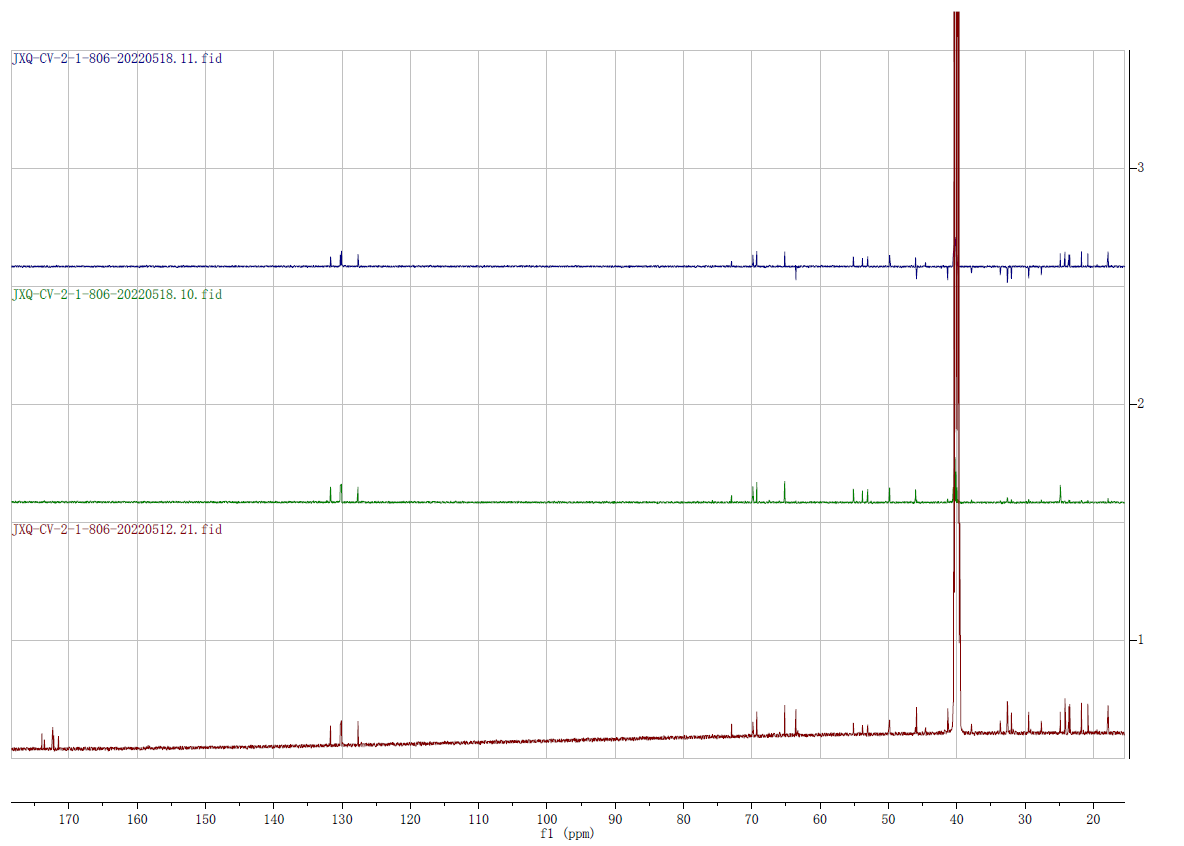 JXQ-CV-2-1-806-20220518.11.fid
3
JXQ-CV-2-1-806-20220518.10.fid
2
JXQ-CV-2-1-806-20220512.21.fid
1
170 160 150 140 130 120 110 100 90 80 70 60 50 40 30 20
f1 (ppm)